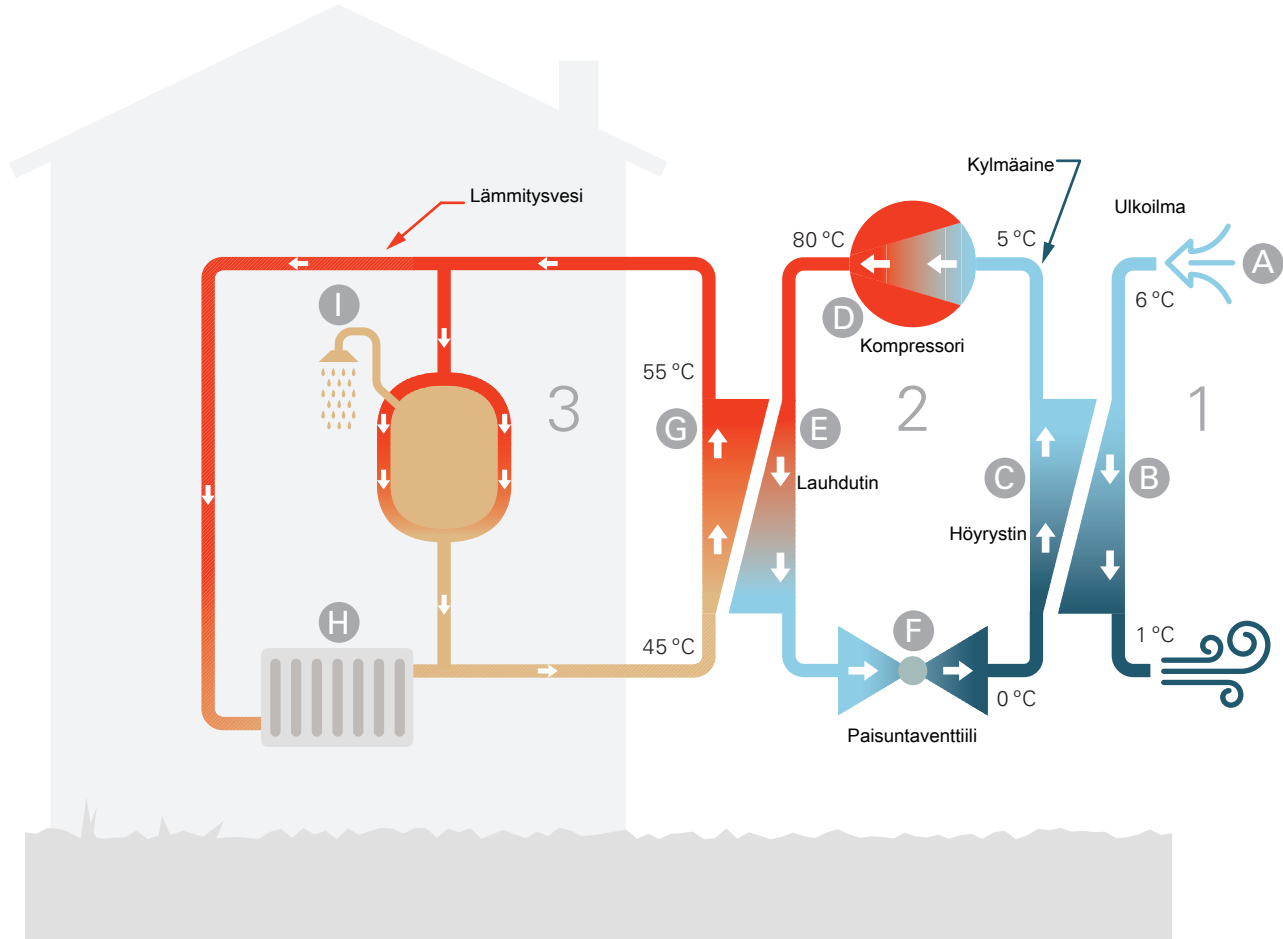 Kylmäaine
Lämmitysvesi
Ulkoilma
80 °C
5 °C
A
6 °C
I
D
Kompressori
55 °C
3
2
1
G
E
Lauhdutin
C
B
Höyrystin
H
F
45 °C
1 °C
0 °C
Paisuntaventtiili